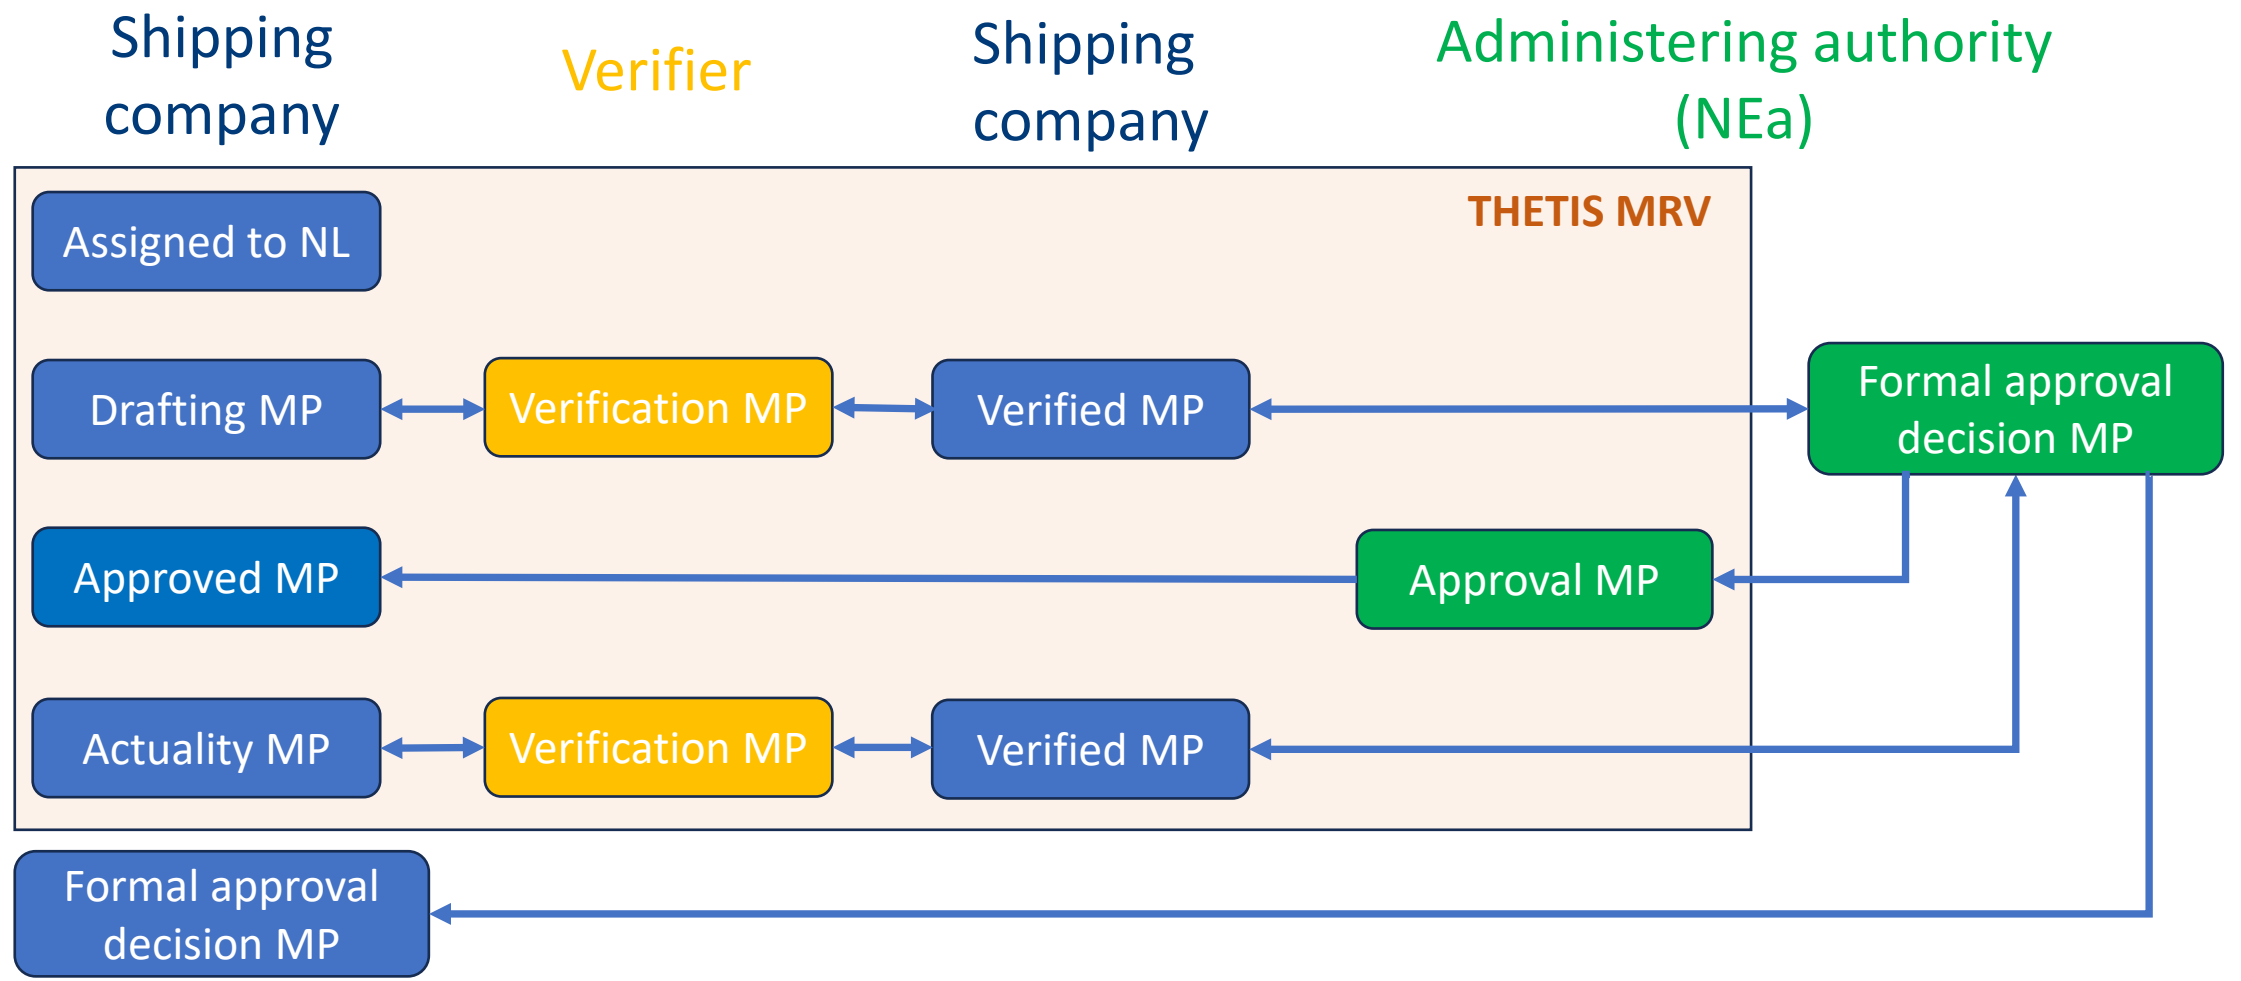 Shipping
company
Verifier
Shipping
company
Administering authority
(NEa)
THETIS MRV
Assigned to NL
Drafting MP
Verification MP
Verified MP
Formal approval
decision MP
Approved MP
Approval MP
Actuality MP
Verification MP
Verified MP
Formal approval
decision MP